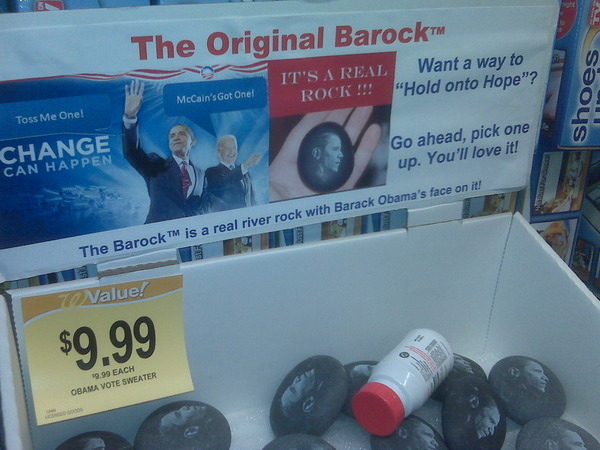 The Original Barock™
Toss Me One!
McCain'sGot One!
CHANGE
CAN HAPPEN
IT'S A REAL
ROCK !!!
Want a way to
“Hold onto Hope”?
Go ahead, pick one
up. You'll love it!
The Barock™ is a real river rock with Barack Obama's face on it!
W Value!
$9.99
$9.99 EACH
OBAMA VOTE SWEATER
shoes